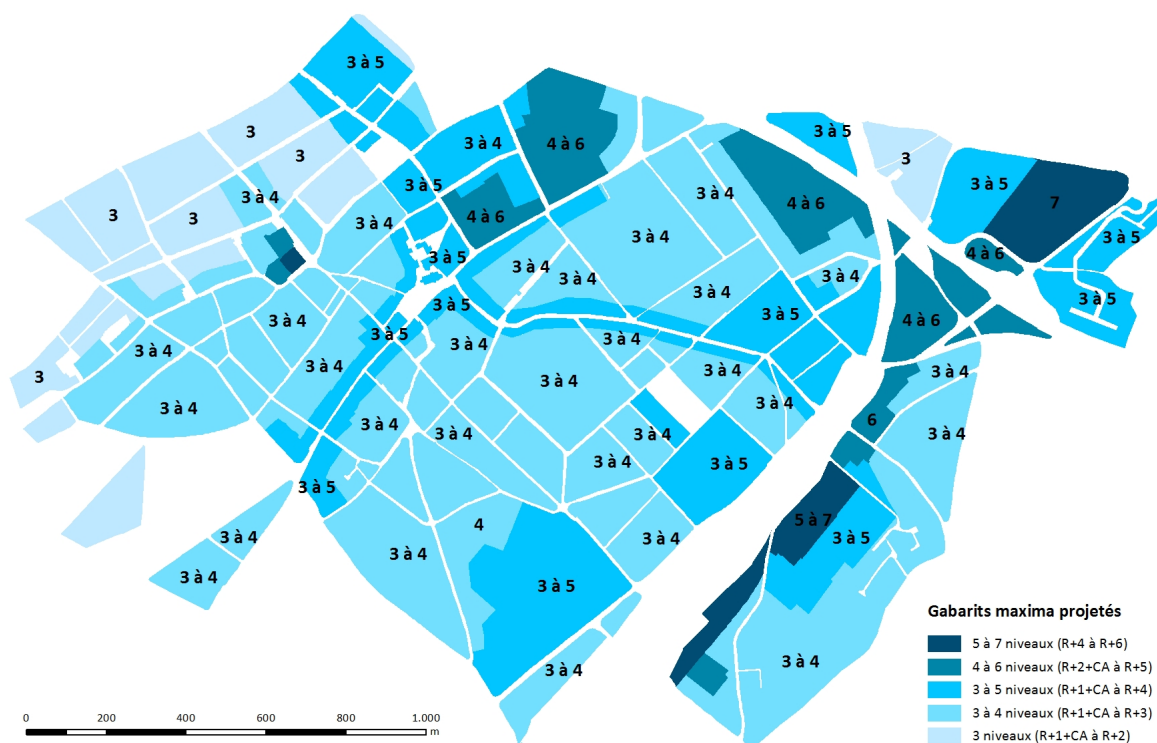 3 à 5
3
3 à 4
4 à 6
3 à 5
3
3
3 à 5
3 à 4
3 à 5
3 à 4
4 à 6
7
3
3
3 à 4
4 à 6
3 à 4
3 à 5
3 à 5
3 à 4
4 à 6
3 à 4
3 à 4
3 à 4
3 à 4
3 à 5
3 à 5
3 à 4
3 à 5
3 à 5
4 à 6
3 à 4
3 à 4
3 à 4
3 à 4
3 à 4
3 à 4
3 à 4
3
3 à 4
3 à 4
3 à 4
6
3 à 4
3 à 4
3 à 4
3 à 4
3 à 4
3 à 5
3 à 5
4
5 à 7
3 à 4
3 à 4
3 à 4
3 à 5
3 à 4
3 à 5
3 à 4
3 à 4
Gabarits maxima projetés
5 à 7 niveaux (R+4 à R+6)
4 à 6 niveaux (R+2+CA à R+5)
3 à 5 niveaux (R+1+CA à R+4)
3 à 4 niveaux (R+1+CA à R+3)
3 niveaux (R+1+CA à R+2)
0 200 400 600 800 1.000
m